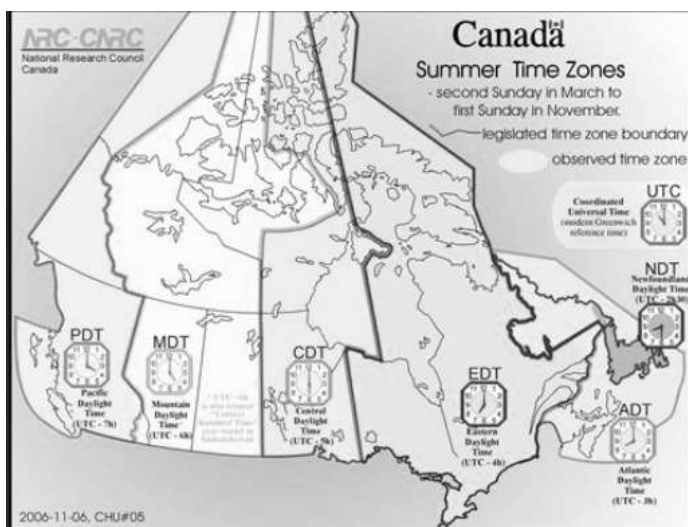 NRC-CNRC
National Research Council
Canada
Canada
Summer Time Zones
- second Sunday in March to
first Sunday in November.
legislated time zone boundary
observed time zone
UTC
Coordinated
Universal Time
(modern Greenwich
reference time)
NDT
Newfoundland
Daylight Time
(UTC - 2h30)
PDT
Pacific
Daylight
Time
(UTC - 7h)
MDT
Mountain
Daylight
Time
(UTC - 6h)
CDT
Central
Daylight
Time
(UTC - 5h)
EDT
Eastern
Daylight
Time
(UTC - 4h)
ADT
Atlantic
Daylight
Time
(UTC - 3h)
2006-11-06, CHU#05